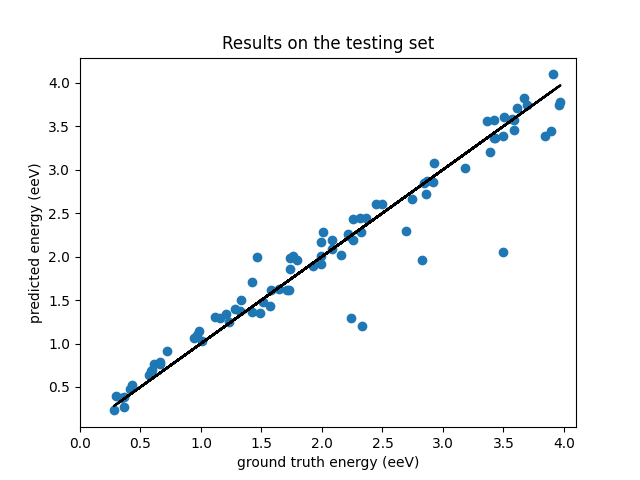 Results on the testing set
predicted energy (eeV)
4.0
3.5
3.0
2.5
2.0
1.5
1.0
0.5
0.0 0.5 1.0 1.5 2.0 2.5 3.0 3.5 4.0
ground truth energy (eeV)